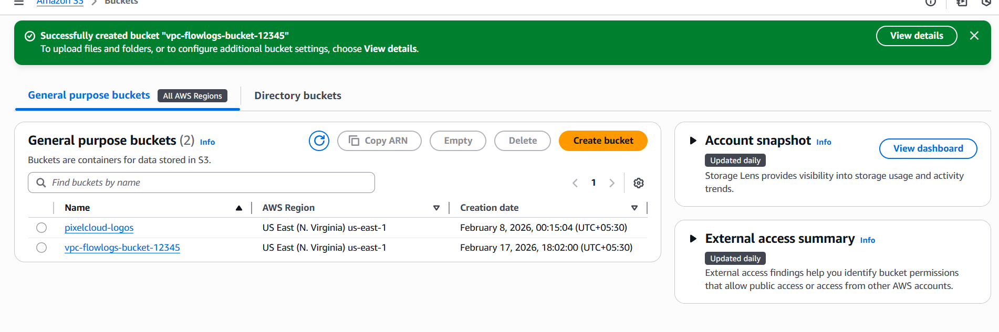 Amazon S3 > Buckets
Successfully created bucket "vpc-flowlogs-bucket-12345"
To upload files and folders, or to configure additional bucket settings, choose View details.
View details
General purpose buckets All AWS Regions
Directory buckets
General purpose buckets (2) Info
Copy ARN
Empty
Delete
Create bucket
Buckets are containers for data stored in S3.
Find buckets by name
1
Name AWS Region Creation date
pixelcloud-logos US East (N. Virginia) us-east-1 February 8, 2026, 00:15:04 (UTC+05:30)
vpc-flowlogs-bucket-12345 US East (N. Virginia) us-east-1 February 17, 2026, 18:02:00 (UTC+05:30)
Account snapshot Info
View dashboard
Updated daily
Storage Lens provides visibility into storage usage and activity
trends.
External access summary Info
Updated daily
External access findings help you identify bucket permissions
that allow public access or access from other AWS accounts.